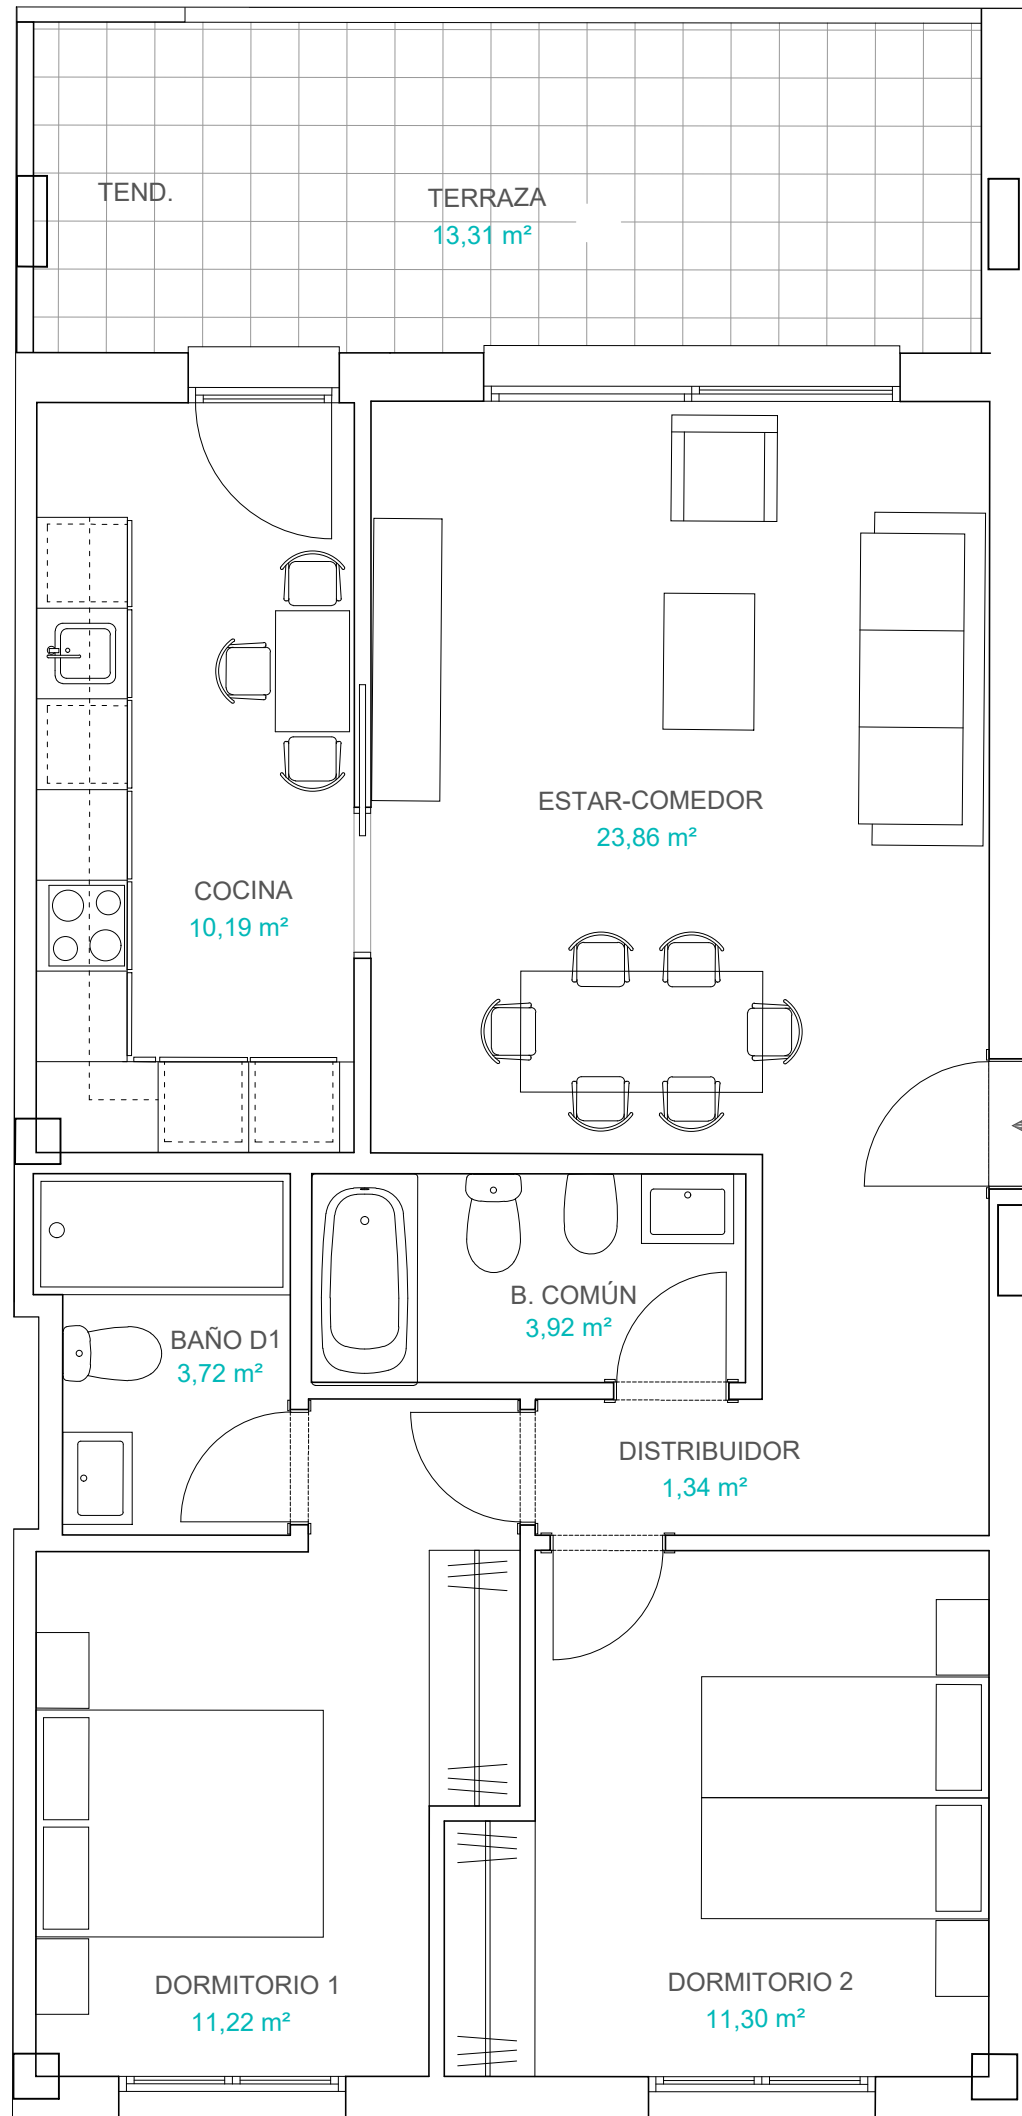 TEND.
TERRAZA
13,31 m²
ESTAR-COMEDOR
23,86 m²
COCINA
10,19 m²
B. COMÚN
3,92 m²
BAÑO D1
3,72 m²
DISTRIBUIDOR
1,34 m²
DORMITORIO 1
11,22 m²
DORMITORIO 2
11,30 m²